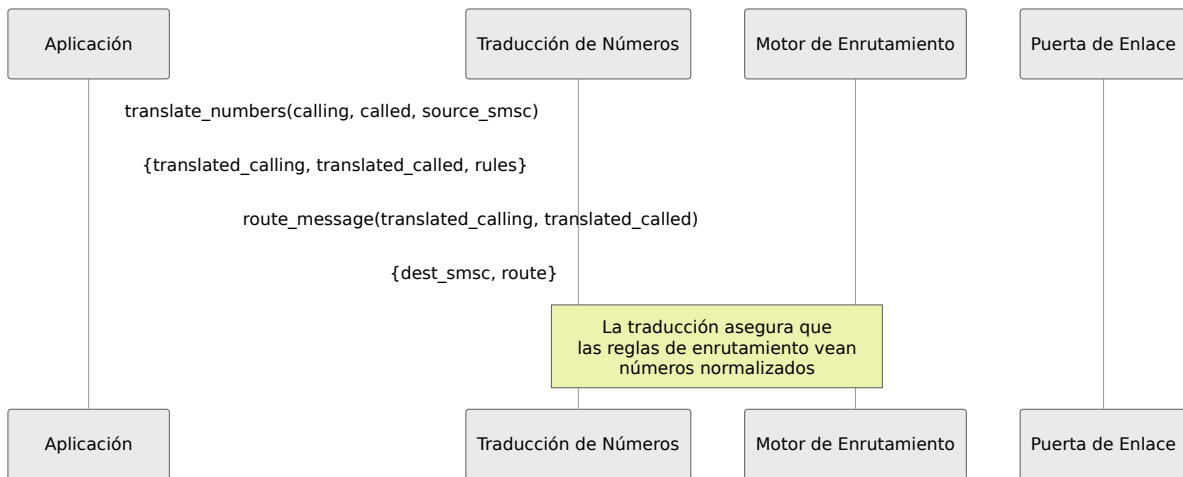 Aplicación
Traducción de Números
Motor de Enrutamiento
Puerta de Enlace
translate_numbers(calling, called, source_smsc)
{translated_calling, translated_called, rules}
route_message(translated_calling, translated_called)
{dest_smsc, route}
La traducción asegura que
las reglas de enrutamiento vean
números normalizados
Aplicación
Traducción de Números
Motor de Enrutamiento
Puerta de Enlace